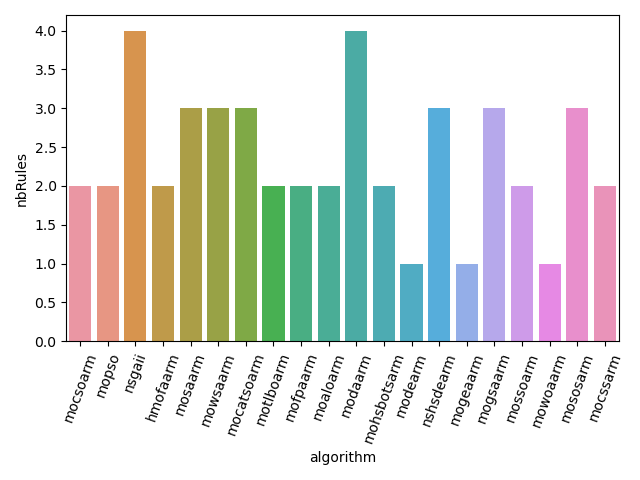 4.0
3.5
3.0
2.5
2.0
1.5
1.0
0.5
0.0
nbRules
mocsoarm
mopso
nsgaii
hmofaarm
mosaarm
mowsaarm
mocatsoarm
motlboarm
mofpaarm
moaloarm
modaarm
mohsbotsarm
modearm
nshsdearm
mogeaarm
mogsaarm
mossoarm
mowoaarm
mososarm
mocssarm
algorithm